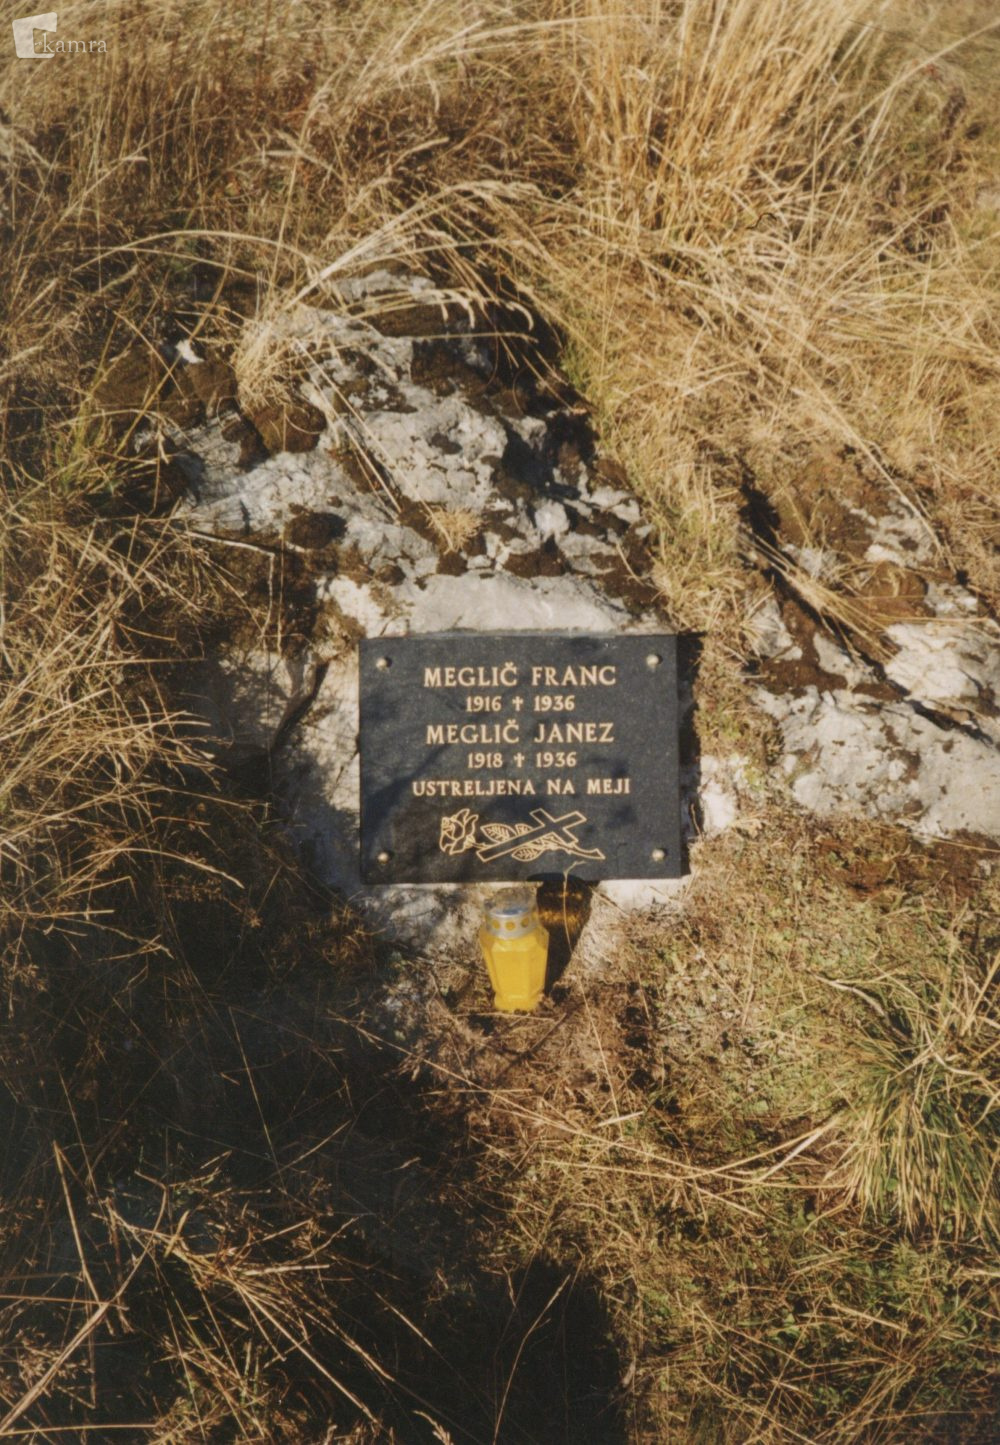 kamra
MEGLIČ FRANC
1916 ✝ 1936
MEGLIČ JANEZ
1918 ✝ 1936
USTRELJENA NA MEJI